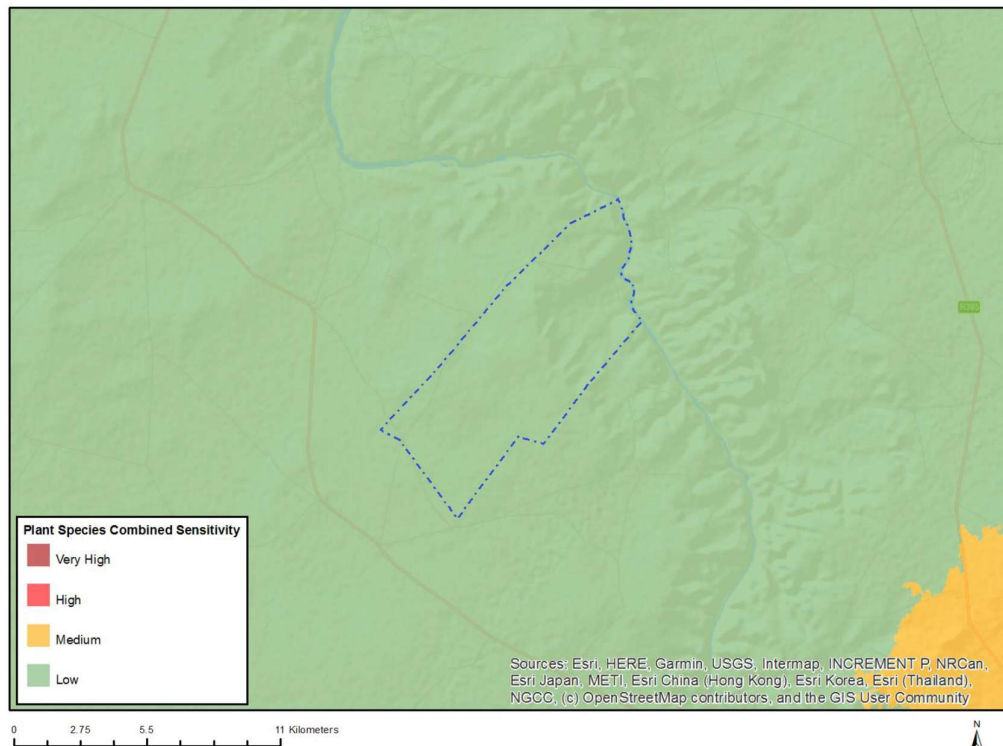 Plant Species Combined Sensitivity
Very High
High
Medium
Low
Sources: Esri, HERE, Garmin, USGS, Intermap, INCREMENT P, NRCan,
Esri Japan, METI, Esri China (Hong Kong), Esri Korea, Esri (Thailand),
NGCC, (c) OpenStreetMap contributors, and the GIS User Community
0 2.75 5.5 11 Kilometers
N